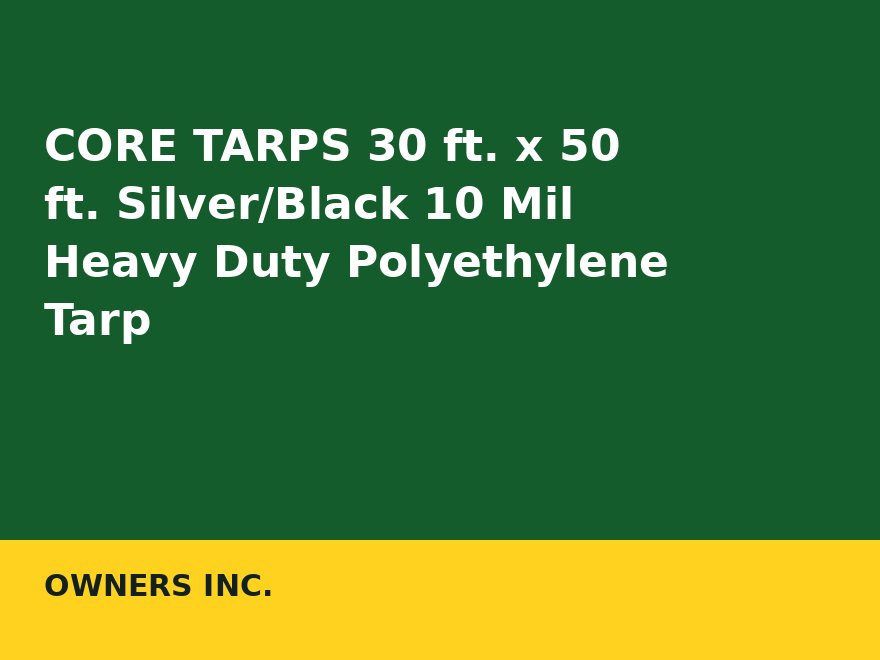 CORE TARPS 30 ft. x 50
ft. Silver/Black 10 Mil
Heavy Duty Polyethylene
Tarp
OWNERS INC.